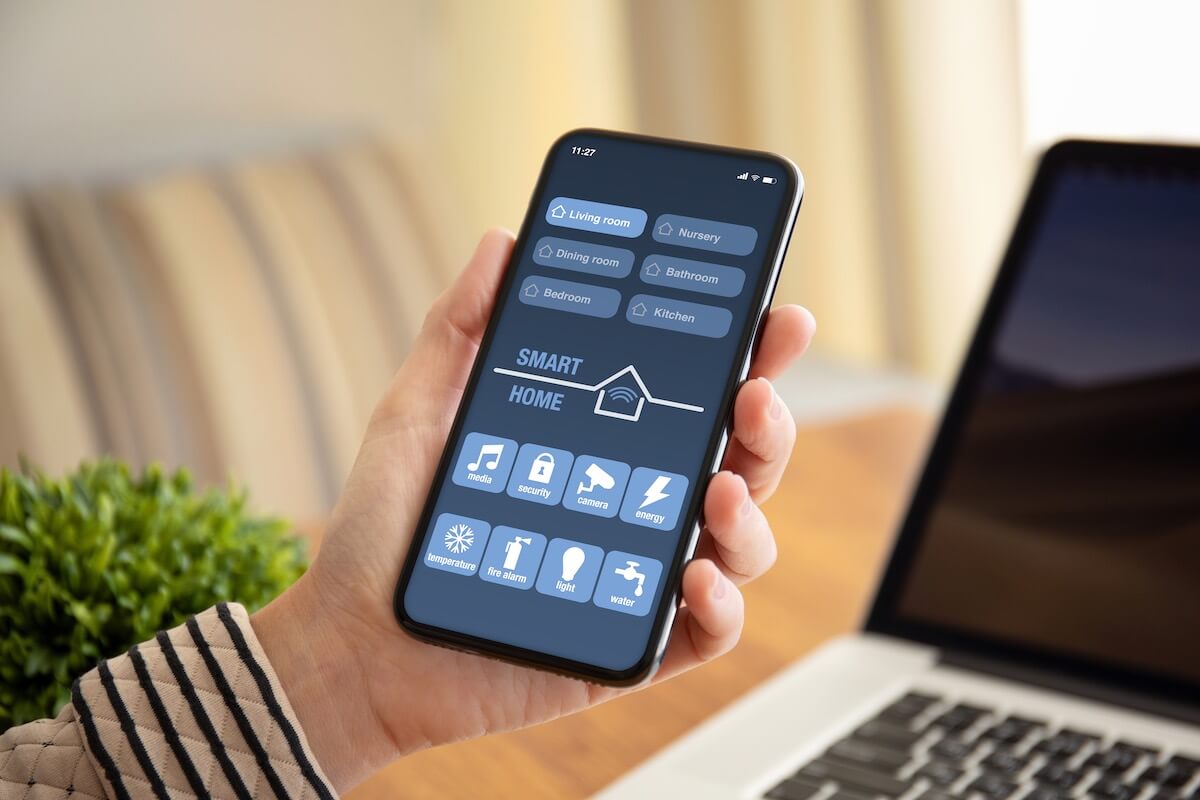 11:27
Living room
Nursery
Dining room
Bathroom
Bedroom
Kitchen
SMART
HOME
media
security
camera
energy
temperature
fire alarm
light
water